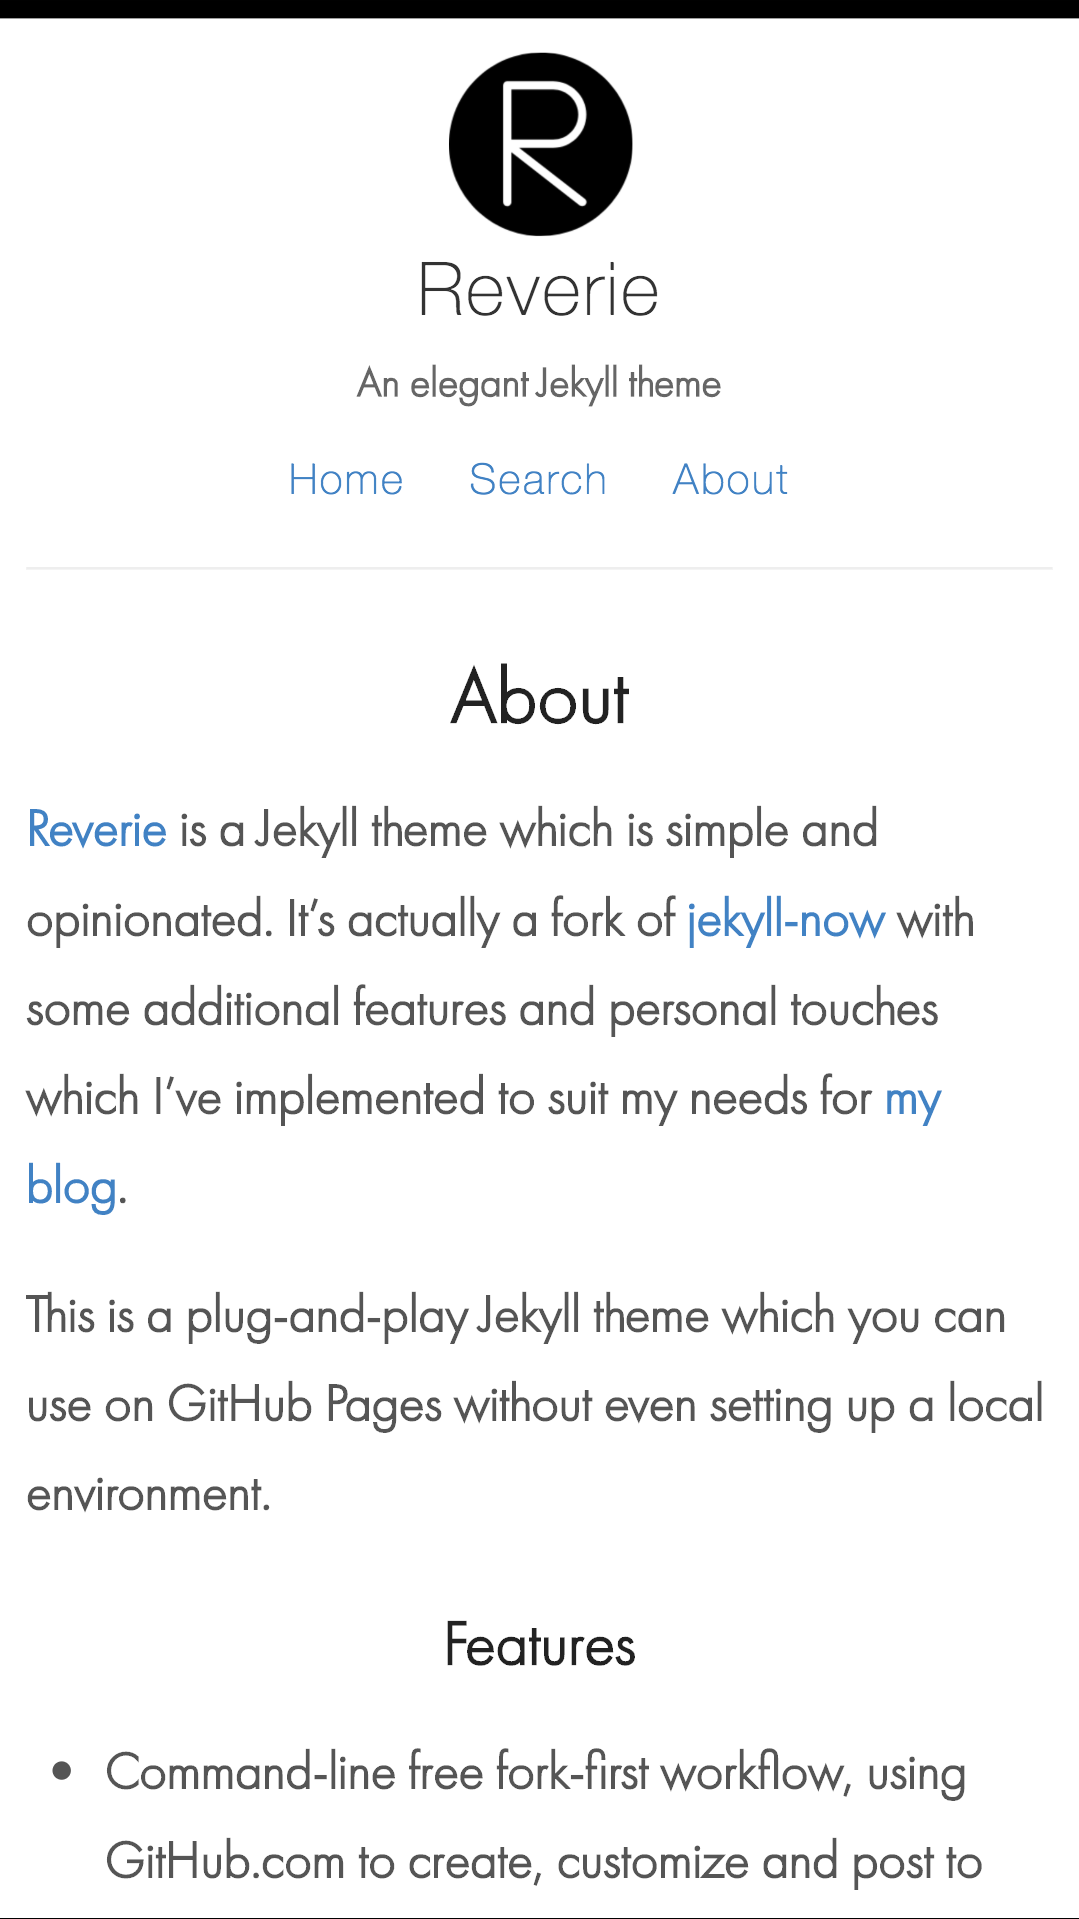 R
Reverie
An elegant Jekyll theme
Home Search About
About
Reverie is a Jekyll theme which is simple and
opinionated. It’s actually a fork of jekyll-now with
some additional features and personal touches
which I’ve implemented to suit my needs for my
blog.
This is a plug-and-play Jekyll theme which you can
use on GitHub Pages without even setting up a local
environment.
Features
• Command-line free fork-first workflow, using
GitHub.com to create, customize and post to